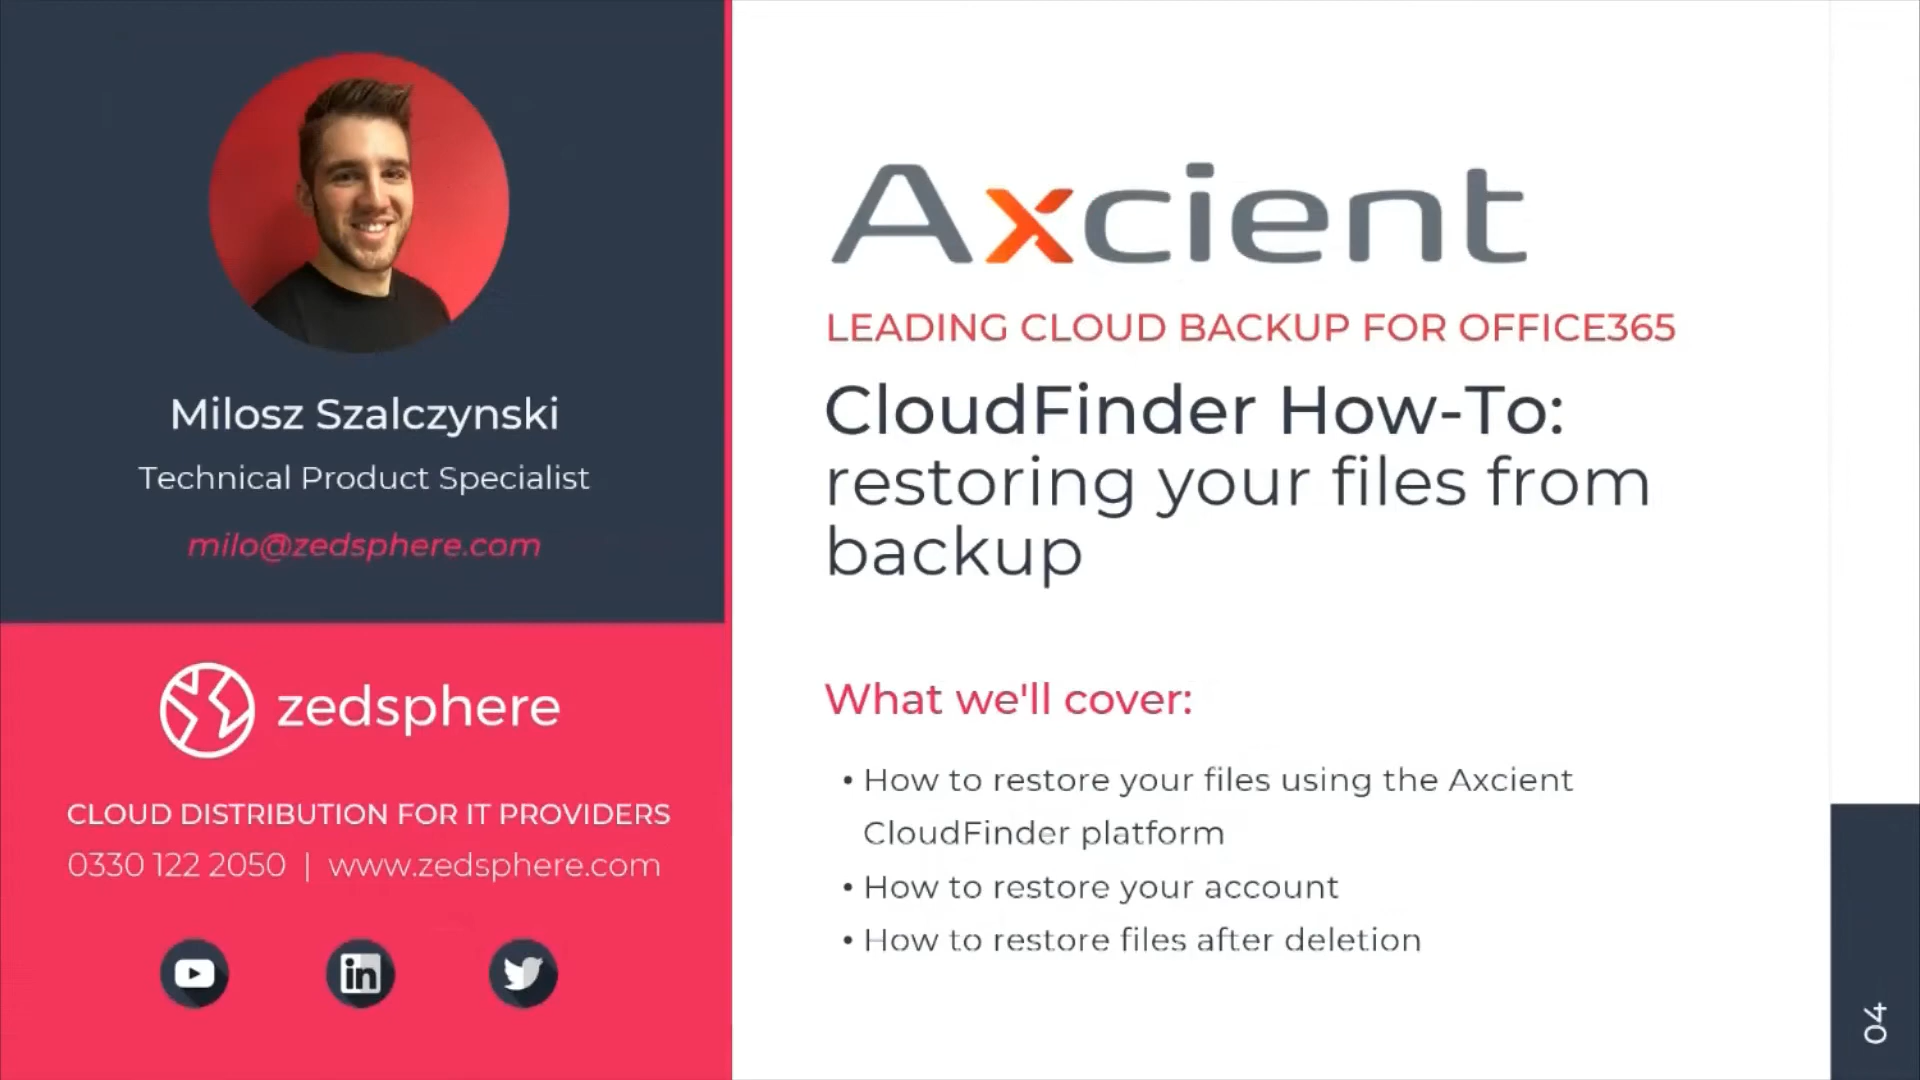 Milosz Szalczynski
Technical Product Specialist
milo@zedsphere.com
zedsphere
CLOUD DISTRIBUTION FOR IT PROVIDERS
0330 122 2050 | www.zedsphere.com
in
Axcient
LEADING CLOUD BACKUP FOR OFFICE365
CloudFinder How-To:
restoring your files from
backup
What we'll cover:
• How to restore your files using the Axcient
CloudFinder platform
• How to restore your account
• How to restore files after deletion
04